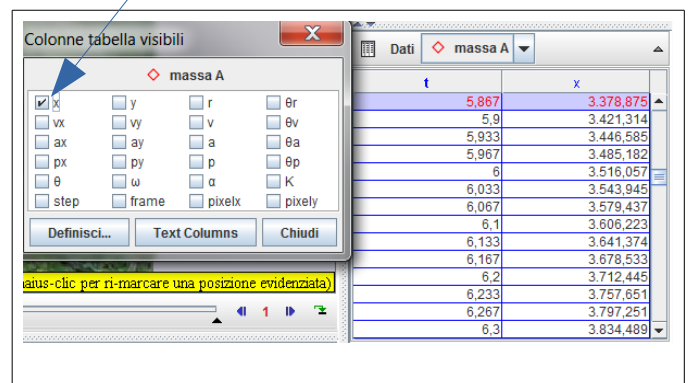 Colonne tabella visibili
massa A
x y r θr
vx vy v θv
ax ay a θa
px py p θp
θ ω α K
step frame pixelx pixely
Definisci... Text Columns Chiudi
aius-clic per ri-marcare una posizione evidenziata)
1
Dati massa A
t x
5,867 3.378,875
5,9 3.421,314
5,933 3.446,585
5,967 3.485,182
6 3.516,057
6,033 3.543,945
6,067 3.579,437
6,1 3.606,223
6,133 3.641,374
6,167 3.678,533
6,2 3.712,445
6,233 3.757,651
6,267 3.797,251
6,3 3.834,489